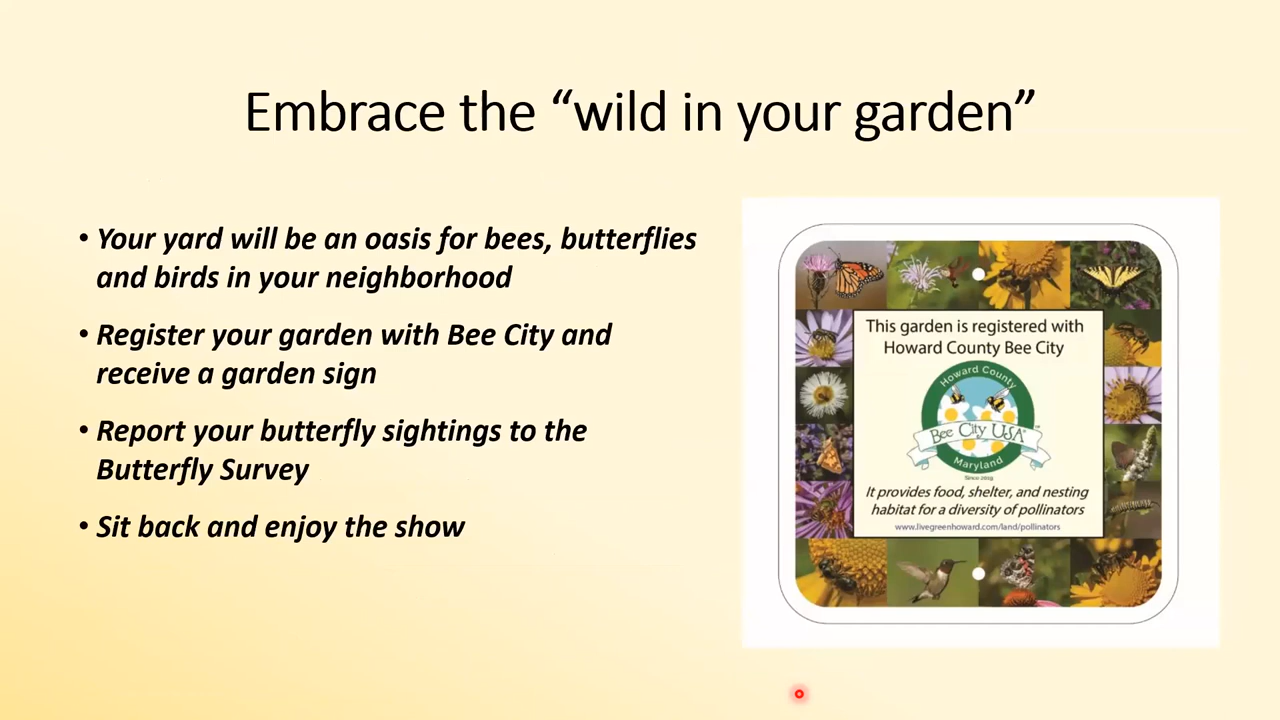 Embrace the “wild in your garden”
• Your yard will be an oasis for bees, butterflies
and birds in your neighborhood
• Register your garden with Bee City and
receive a garden sign
• Report your butterfly sightings to the
Butterfly Survey
• Sit back and enjoy the show
This garden is registered with
Howard County Bee City
Howard County
Bee City USA
Maryland
Since 2019
It provides food, shelter, and nesting
habitat for a diversity of pollinators
www.livegreenhoward.com/land/pollinators